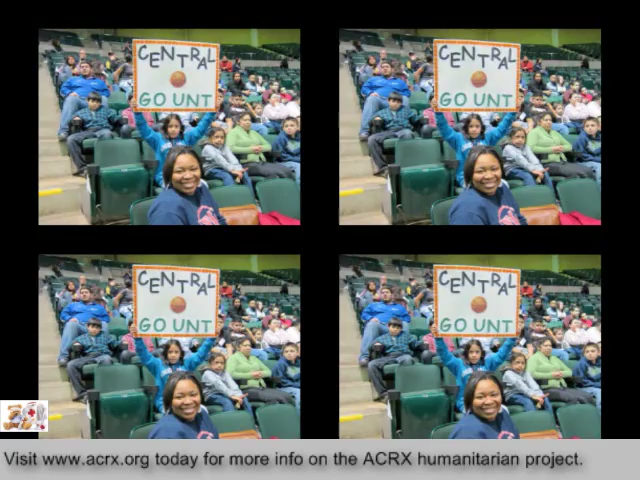 CENTRAL
GO UNT
CENTRAL
GO UNT
CENTRAL
GO UNT
CENTRAL
GO UNT
Visit www.acrx.org today for more info on the ACRX humanitarian project.